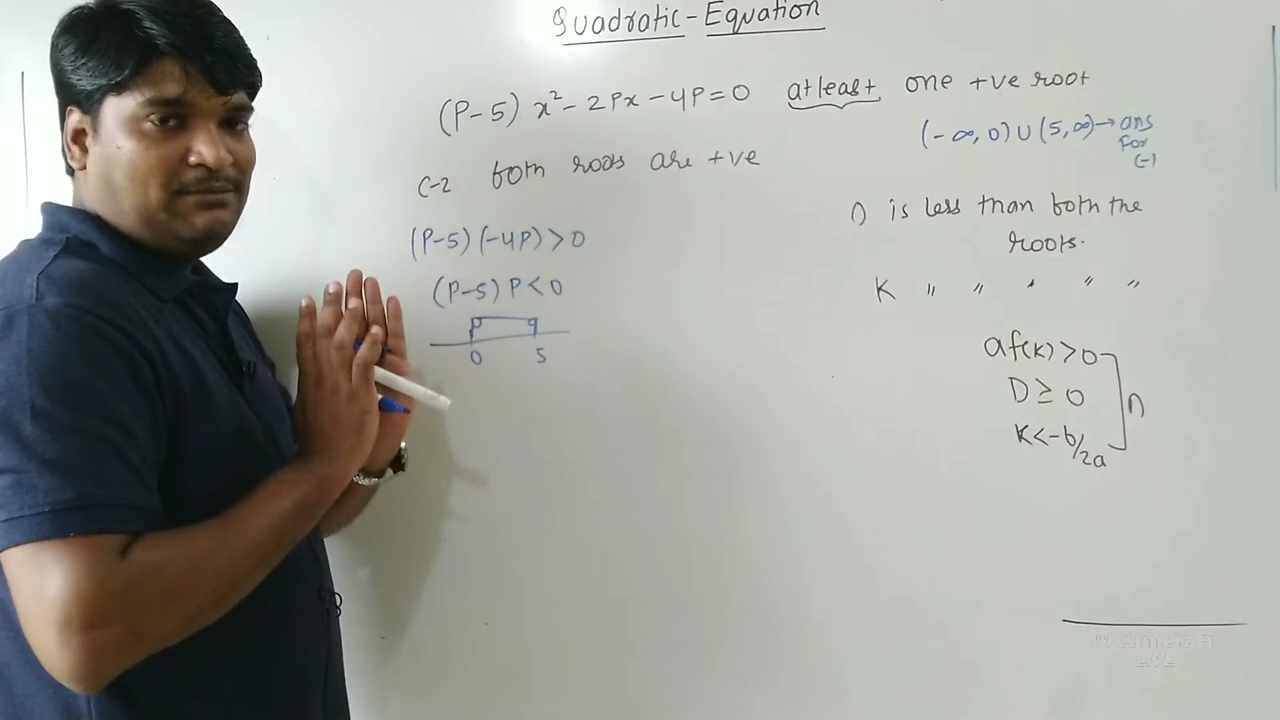 Quadratic-Equation
(P-5) x² - 2Px - 4P = 0 atleast one +ve root
(-∞, 0) ∪ (5, ∞) → ans
for
C-1
C-2 both roots are +ve
(P-5) (-4P) > 0
(P-5) P < 0
0 5
0 is less than both the
roots.
K " " " " "
af(K) > 0
D ≥ 0
K < -b/2a
∩
CameraFi
LIVE